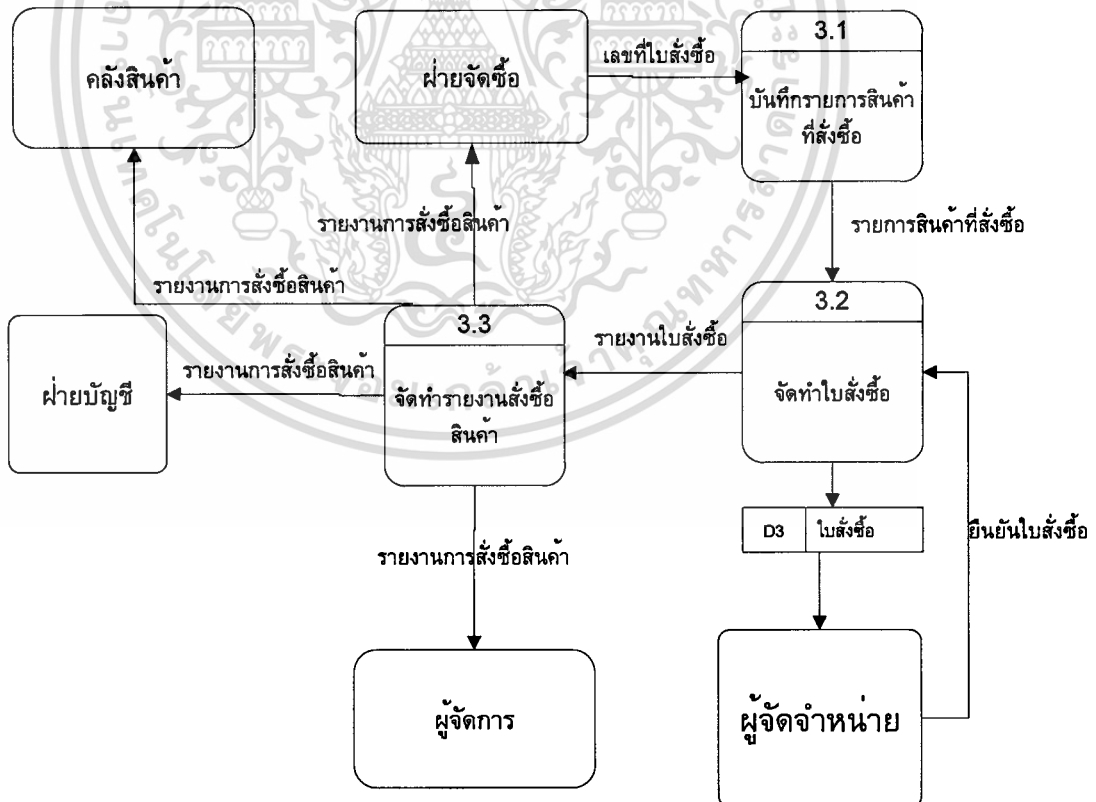 คลังสินค้า
ฝ่ายจัดซื้อ
เลขที่ใบสั่งซื้อ
3.1
บันทึกรายการสินค้า
ที่สั่งซื้อ
รายงานการสั่งซื้อสินค้า
รายการสินค้าที่สั่งซื้อ
รายงานการสั่งซื้อสินค้า
3.3
จัดทำรายงานสั่งซื้อ
สินค้า
รายงานใบสั่งซื้อ
3.2
จัดทำใบสั่งซื้อ
ฝ่ายบัญชี
รายงานการสั่งซื้อสินค้า
D3 ใบสั่งซื้อ
ยืนยันใบสั่งซื้อ
รายงานการสั่งซื้อสินค้า
ผู้จัดการ
ผู้จัดจำหน่าย